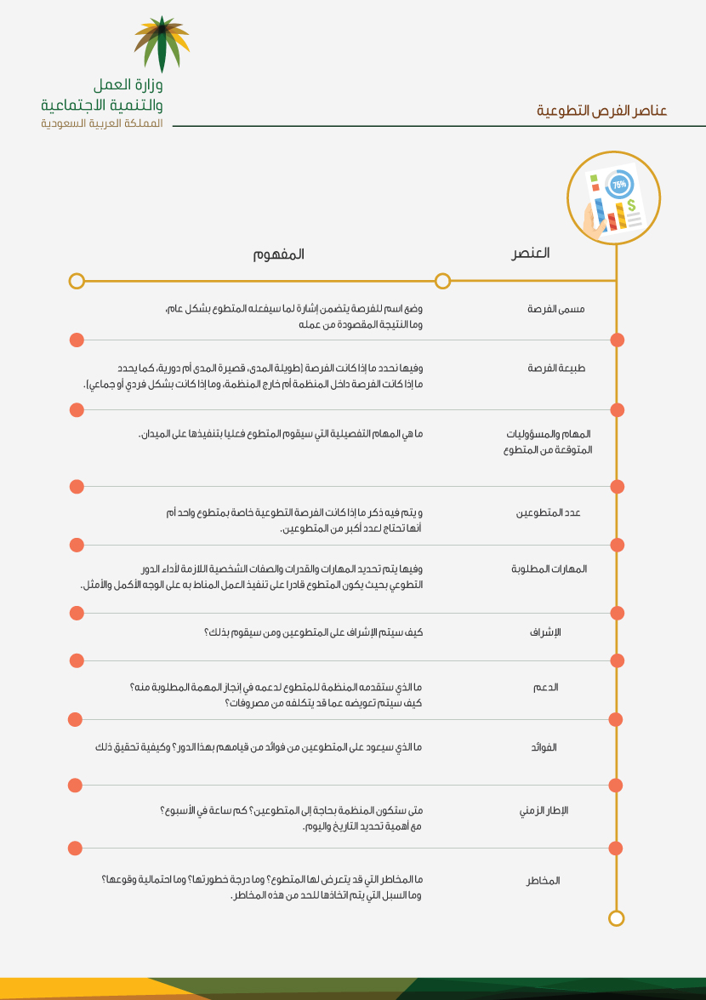 وزارة العمل
والتنمية الاجتماعية
المملكة العربية السعودية
عناصر الفرص التطوعية
75%
$
العنصر
المفهوم
مسمى الفرصة
وضع اسم للفرصة يتضمن إشارة لما سيفعله المتطوع بشكل عام،
وما النتيجة المقصودة من عمله
طبيعة الفرصة
وفيها نحدد ما إذا كانت الفرصة (طويلة المدى، قصيرة المدى أم دورية، كما يحدد
ما إذا كانت الفرصة داخل المنظمة أم خارج المنظمة، وما إذا كانت بشكل فردي أو جماعي).
المهام والمسؤوليات
المتوقعة من المتطوع
ما هي المهام التفصيلية التي سيقوم المتطوع فعليا بتنفيذها على الميدان.
عدد المتطوعين
و يتم فيه ذكر ما إذا كانت الفرصة التطوعية خاصة بمتطوع واحد أم
أنها تحتاج لعدد أكبر من المتطوعين.
المهارات المطلوبة
وفيها يتم تحديد المهارات والقدرات والصفات الشخصية اللازمة لأداء الدور
التطوعي بحيث يكون المتطوع قادرا على تنفيذ العمل المناط به على الوجه الأكمل والأمثل.
الإشراف
كيف سيتم الإشراف على المتطوعين ومن سيقوم بذلك؟
الدعم
ما الذي ستقدمه المنظمة للمتطوع لدعمه في إنجاز المهمة المطلوبة منه؟
كيف سيتم تعويضه عما قد يتكلفه من مصروفات؟
الفوائد
ما الذي سيعود على المتطوعين من فوائد من قيامهم بهذا الدور؟ وكيفية تحقيق ذلك
الإطار الزمني
متى ستكون المنظمة بحاجة إلى المتطوعين؟ كم ساعة في الأسبوع؟
مع أهمية تحديد التاريخ واليوم.
المخاطر
ما المخاطر التي قد يتعرض لها المتطوع؟ وما درجة خطورتها؟ وما احتمالية وقوعها؟
وما السبل التي يتم اتخاذها للحد من هذه المخاطر.